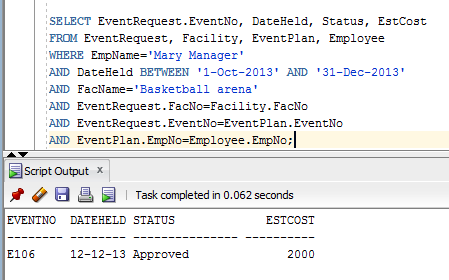 SELECT EventRequest.EventNo, DateHeld, Status, EstCost
FROM EventRequest, Facility, EventPlan, Employee
WHERE EmpName='Mary Manager'
AND DateHeld BETWEEN '1-Oct-2013' AND '31-Dec-2013'
AND FacName='Basketball arena'
AND EventRequest.FacNo=Facility.FacNo
AND EventRequest.EventNo=EventPlan.EventNo
AND EventPlan.EmpNo=Employee.EmpNo;
Script Output x
Task completed in 0.062 seconds
EVENTNO DATEHELD STATUS ESTCOST
-------- -------- --------------- ----------
E106 12-12-13 Approved 2000